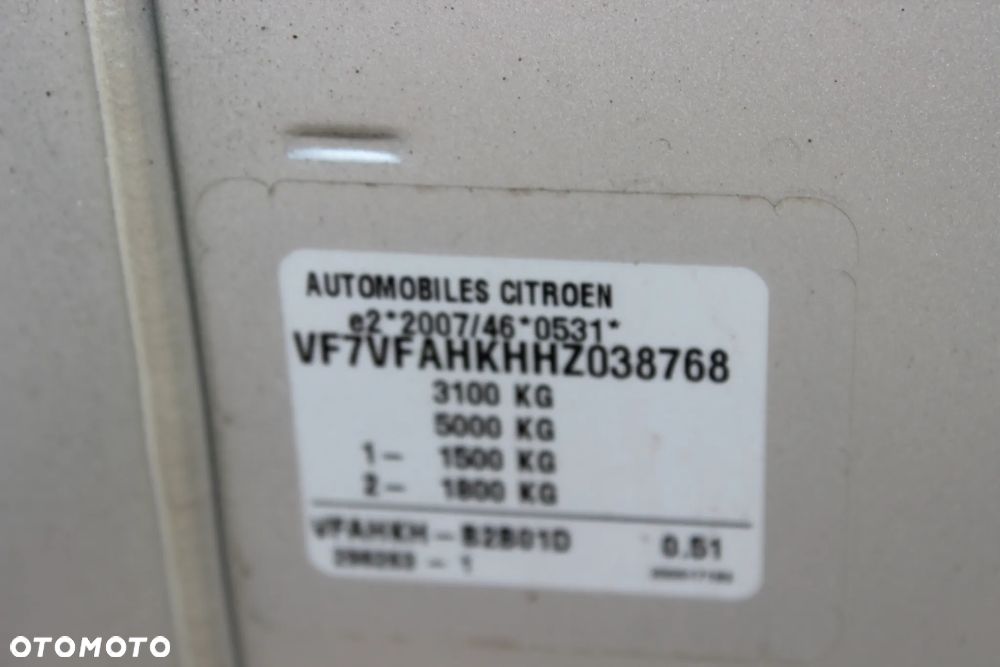 AUTOMOBILES CITROEN
e2*2007/46*0531*
VF7VFAHKHHZ038768
3100 KG
5000 KG
1- 1500 KG
2- 1800 KG
VFAHKH - B2B01D 0.51
- 1
OTOMOTO